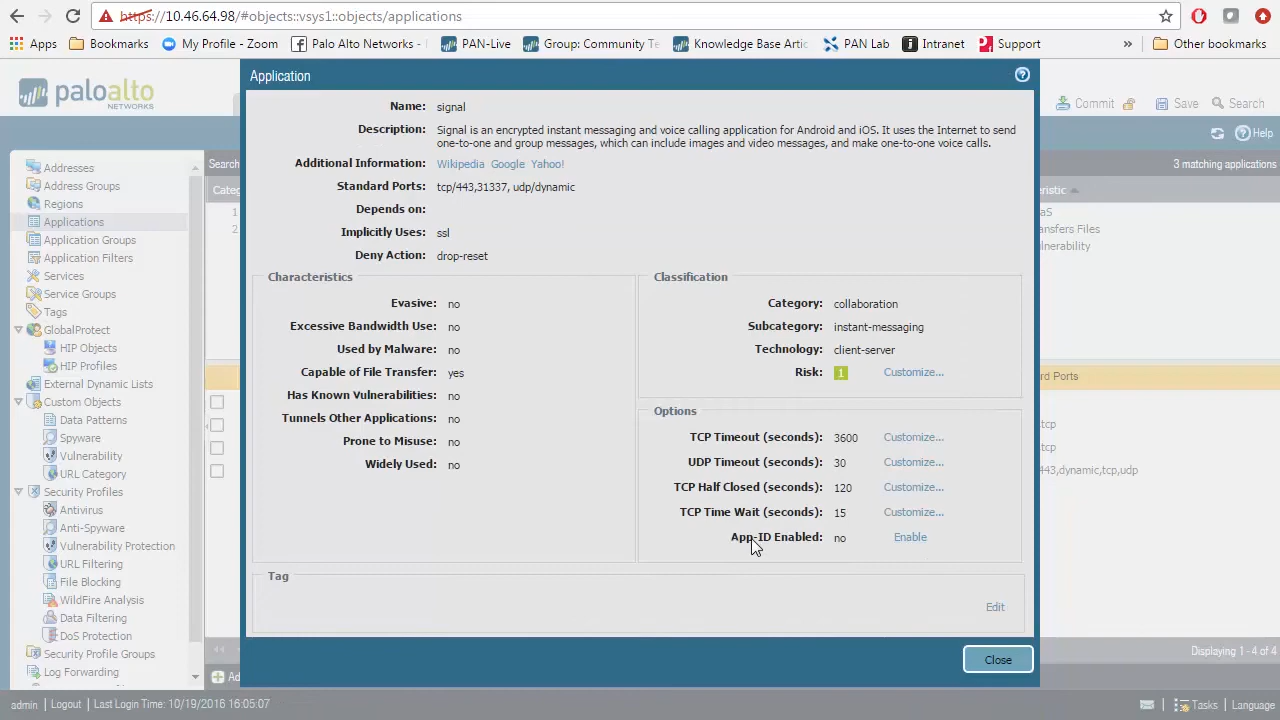 https://10.46.64.98/#objects::vsys1::objects/applications
Apps Bookmarks My Profile - Zoom Palo Alto Networks - PAN-Live Group: Community Te Knowledge Base Artic PAN Lab Intranet Support » Other bookmarks
paloalto
NETWORKS
Commit Save Search
Help
Addresses
Address Groups
Regions
Applications
Application Groups
Application Filters
Services
Service Groups
Tags
GlobalProtect
HIP Objects
HIP Profiles
External Dynamic Lists
Custom Objects
Data Patterns
Spyware
Vulnerability
URL Category
Security Profiles
Antivirus
Anti-Spyware
Vulnerability Protection
URL Filtering
File Blocking
WildFire Analysis
Data Filtering
DoS Protection
Security Profile Groups
Log Forwarding
Search
3 matching applications
Categ
eristic
1
2
aS
ansfers Files
lnerability
d Ports
tcp
tcp
443,dynamic,tcp,udp
Displaying 1 - 4 of 4
Ad
Application
Name: signal
Description: Signal is an encrypted instant messaging and voice calling application for Android and iOS. It uses the Internet to send
one-to-one and group messages, which can include images and video messages, and make one-to-one voice calls.
Additional Information: Wikipedia Google Yahoo!
Standard Ports: tcp/443,31337, udp/dynamic
Depends on:
Implicitly Uses: ssl
Deny Action: drop-reset
Characteristics
Evasive: no
Excessive Bandwidth Use: no
Used by Malware: no
Capable of File Transfer: yes
Has Known Vulnerabilities: no
Tunnels Other Applications: no
Prone to Misuse: no
Widely Used: no
Classification
Category: collaboration
Subcategory: instant-messaging
Technology: client-server
Risk: 1 Customize...
Options
TCP Timeout (seconds): 3600 Customize...
UDP Timeout (seconds): 30 Customize...
TCP Half Closed (seconds): 120 Customize...
TCP Time Wait (seconds): 15 Customize...
App-ID Enabled: no Enable
Tag
Edit
Close
admin | Logout | Last Login Time: 10/19/2016 16:05:07
Tasks | Language